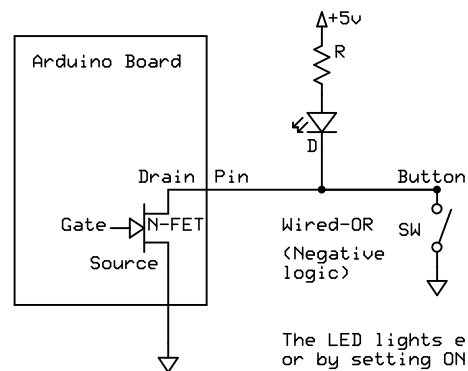 +5v
R
Arduino Board
D
Drain Pin
Button
Gate
N-FET
Wired-OR
SW
(Negative
logic)
Source
The LED lights e
or by setting ON